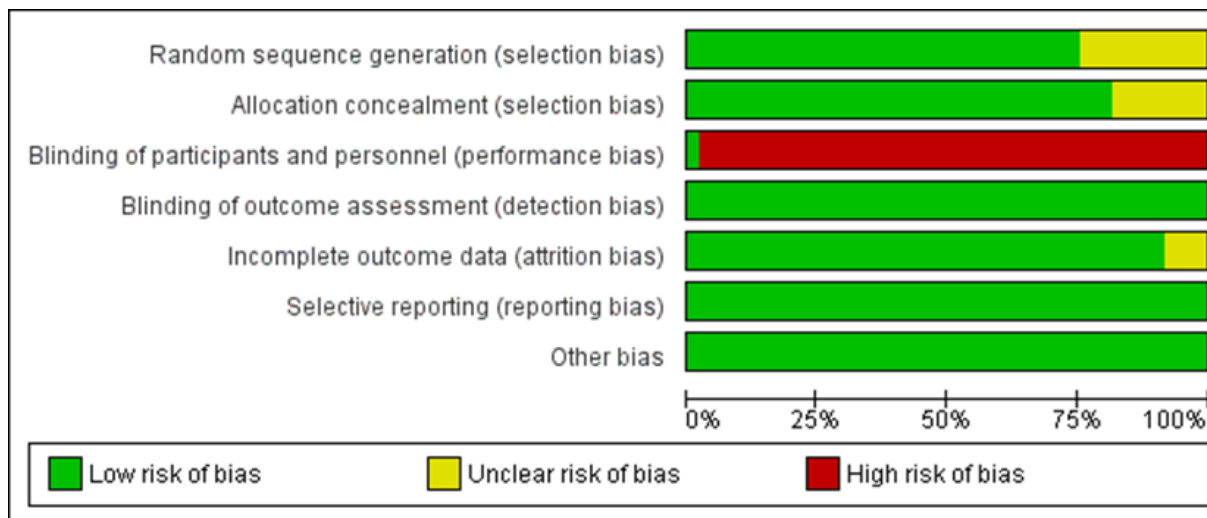 Random sequence generation (selection bias)
Allocation concealment (selection bias)
Blinding of participants and personnel (performance bias)
Blinding of outcome assessment (detection bias)
Incomplete outcome data (attrition bias)
Selective reporting (reporting bias)
Other bias
0% 25% 50% 75% 100%
Low risk of bias Unclear risk of bias High risk of bias